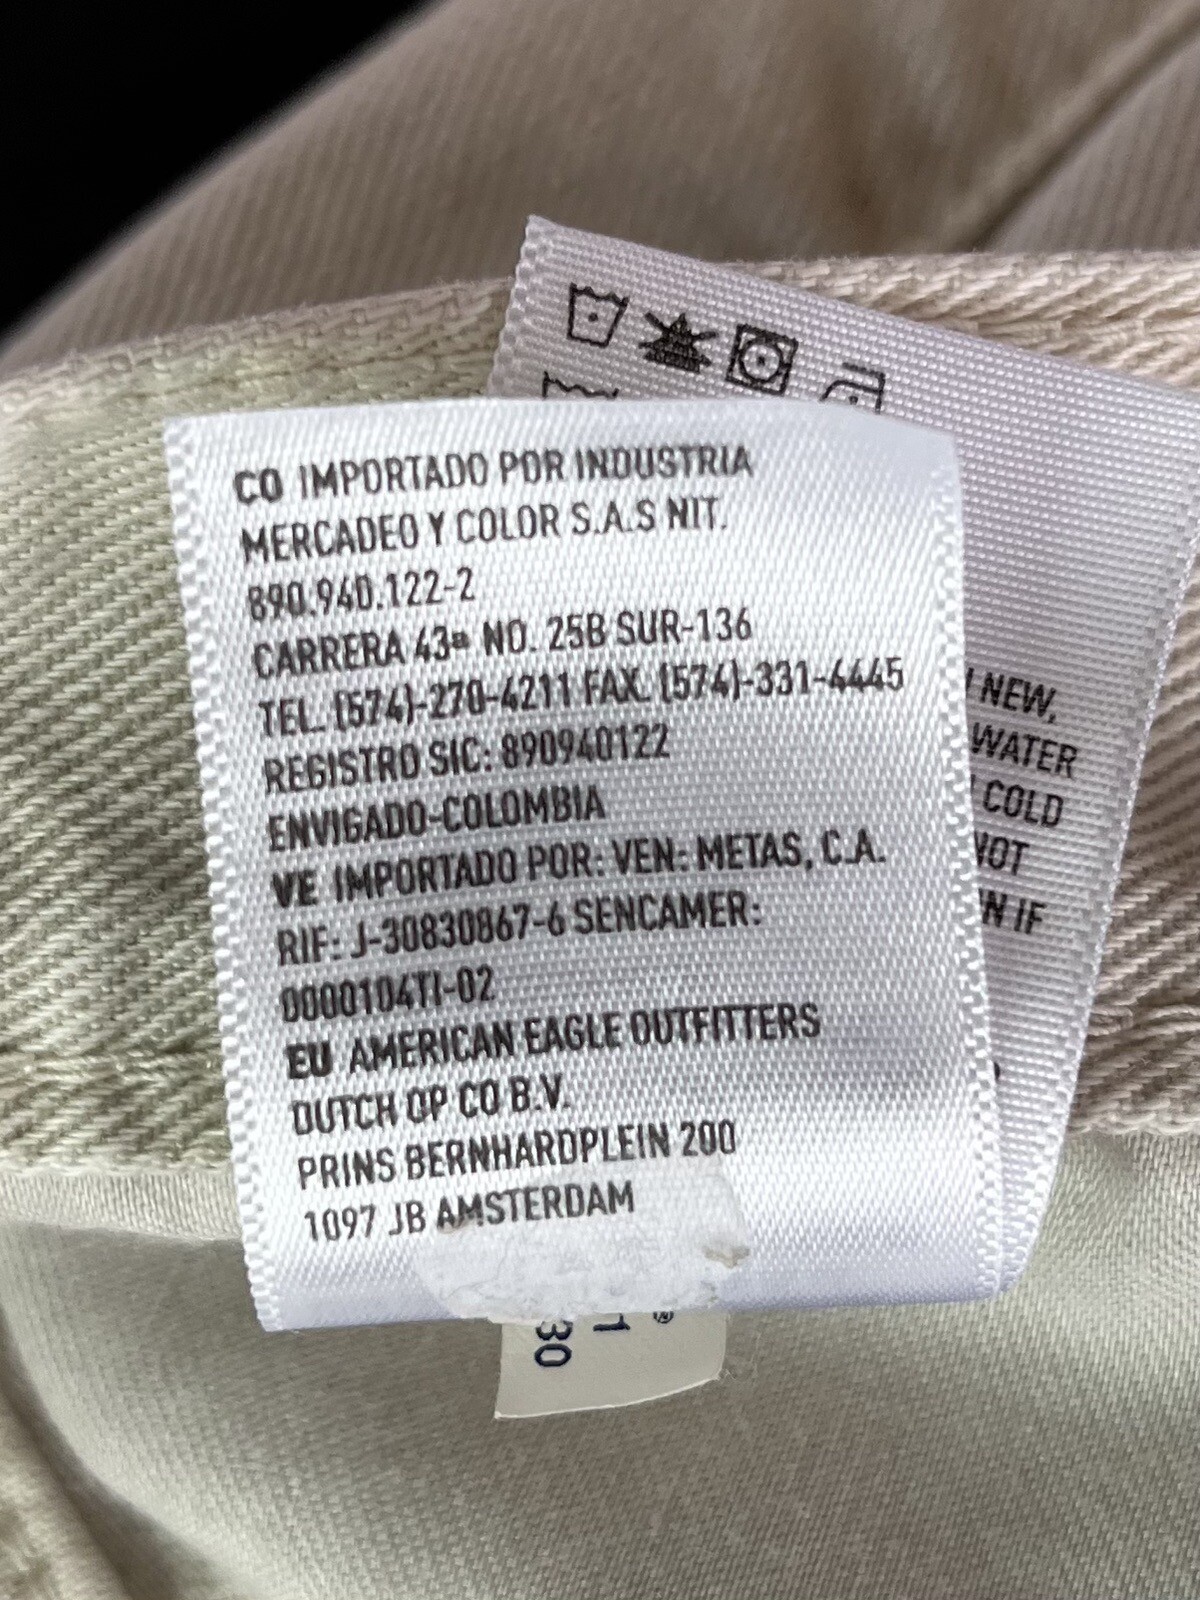 CO IMPORTADO POR INDUSTRIA
MERCADEO Y COLOR S.A.S NIT.
890.940.122-2
CARRERA 43ª NO. 25B SUR-136
TEL. (574)-270-4211 FAX. (574)-331-4445
REGISTRO SIC: 890940122
ENVIGADO-COLOMBIA
VE IMPORTADO POR: VEN: METAS, C.A.
RIF: J-30830867-6 SENCAMER:
0000104TI-02
EU AMERICAN EAGLE OUTFITTERS
DUTCH OP CO B.V.
PRINS BERNHARDPLEIN 200
1097 JB AMSTERDAM
NEW,
WATER
COLD
NOT
IF
®
30